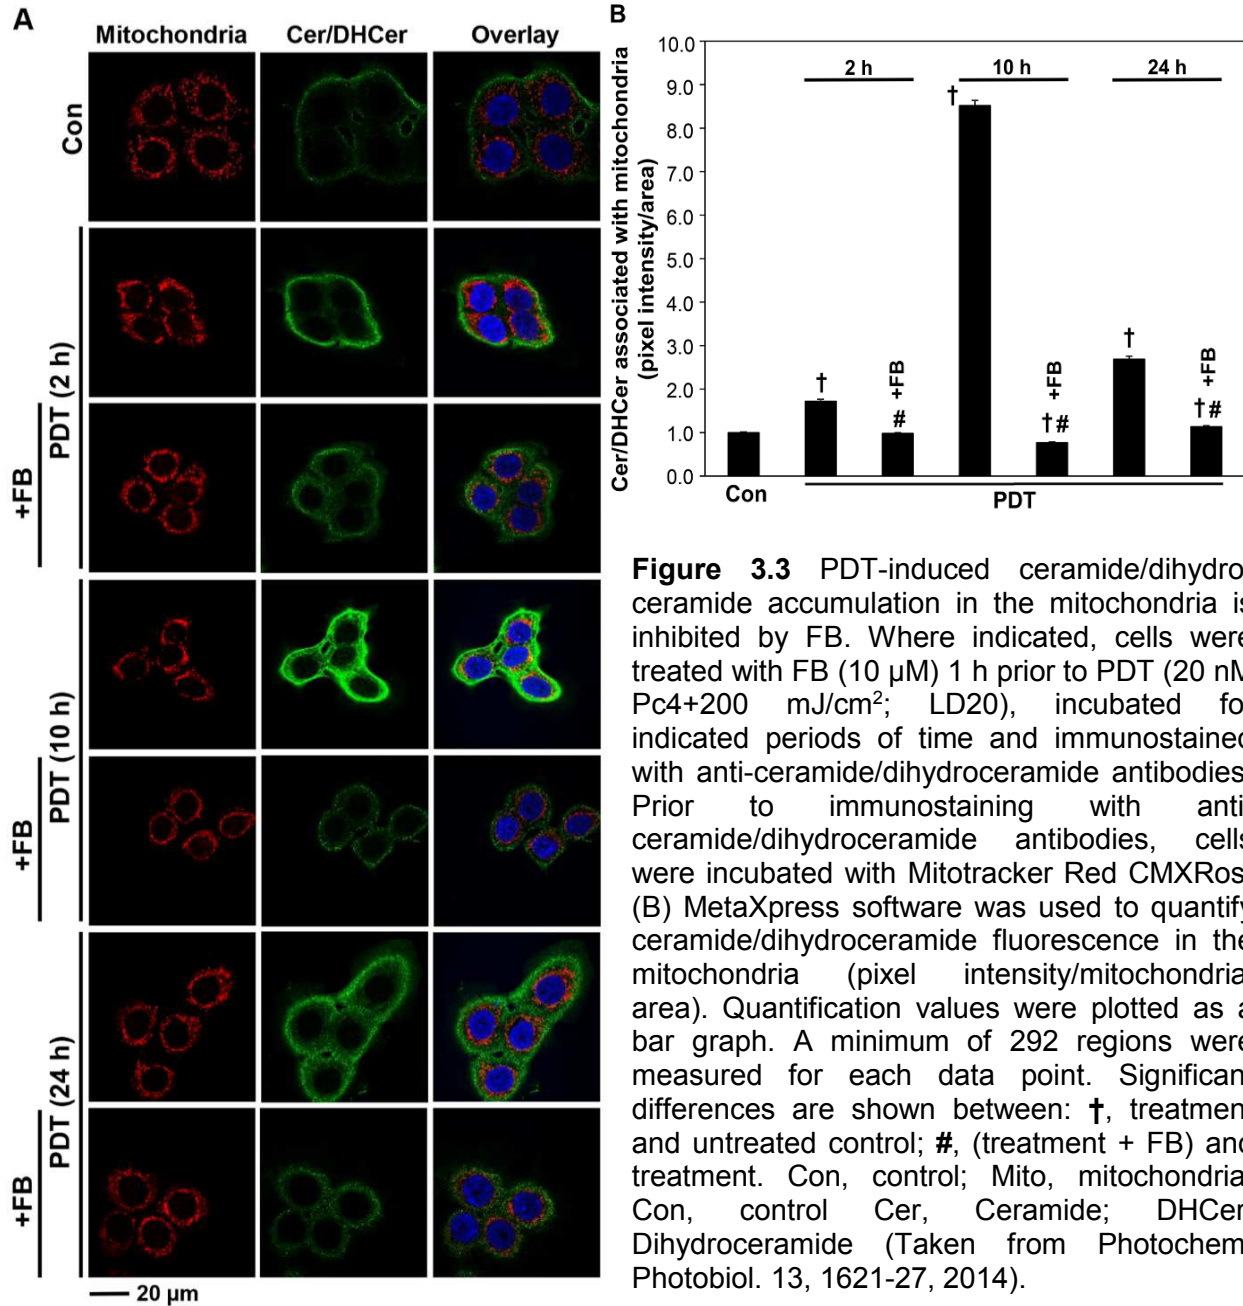 A
Mitochondria Cer/DHCer Overlay
Con
PDT (2 h)
+FB
PDT (10 h)
+FB
PDT (24 h)
+FB
20 µm
B
Cer/DHCer associated with mitochondria
(pixel intensity/area)
10.0
9.0
8.0
7.0
6.0
5.0
4.0
3.0
2.0
1.0
0.0
2 h 10 h 24 h
†
†
+FB
#
†
+FB
†#
†
+FB
†#
Con
PDT
Figure 3.3 PDT-induced ceramide/dihydro
ceramide accumulation in the mitochondria is
inhibited by FB. Where indicated, cells were
treated with FB (10 µM) 1 h prior to PDT (20 nM
Pc4+200 mJ/cm²; LD20), incubated fo
indicated periods of time and immunostained
with anti-ceramide/dihydroceramide antibodies
Prior to immunostaining with anti
ceramide/dihydroceramide antibodies, cells
were incubated with Mitotracker Red CMXRos
(B) MetaXpress software was used to quantify
ceramide/dihydroceramide fluorescence in the
mitochondria (pixel intensity/mitochondria
area). Quantification values were plotted as a
bar graph. A minimum of 292 regions were
measured for each data point. Significan
differences are shown between: †, treatmen
and untreated control; #, (treatment + FB) and
treatment. Con, control; Mito, mitochondria
Con, control Cer, Ceramide; DHCer
Dihydroceramide (Taken from Photochem
Photobiol. 13, 1621-27, 2014).